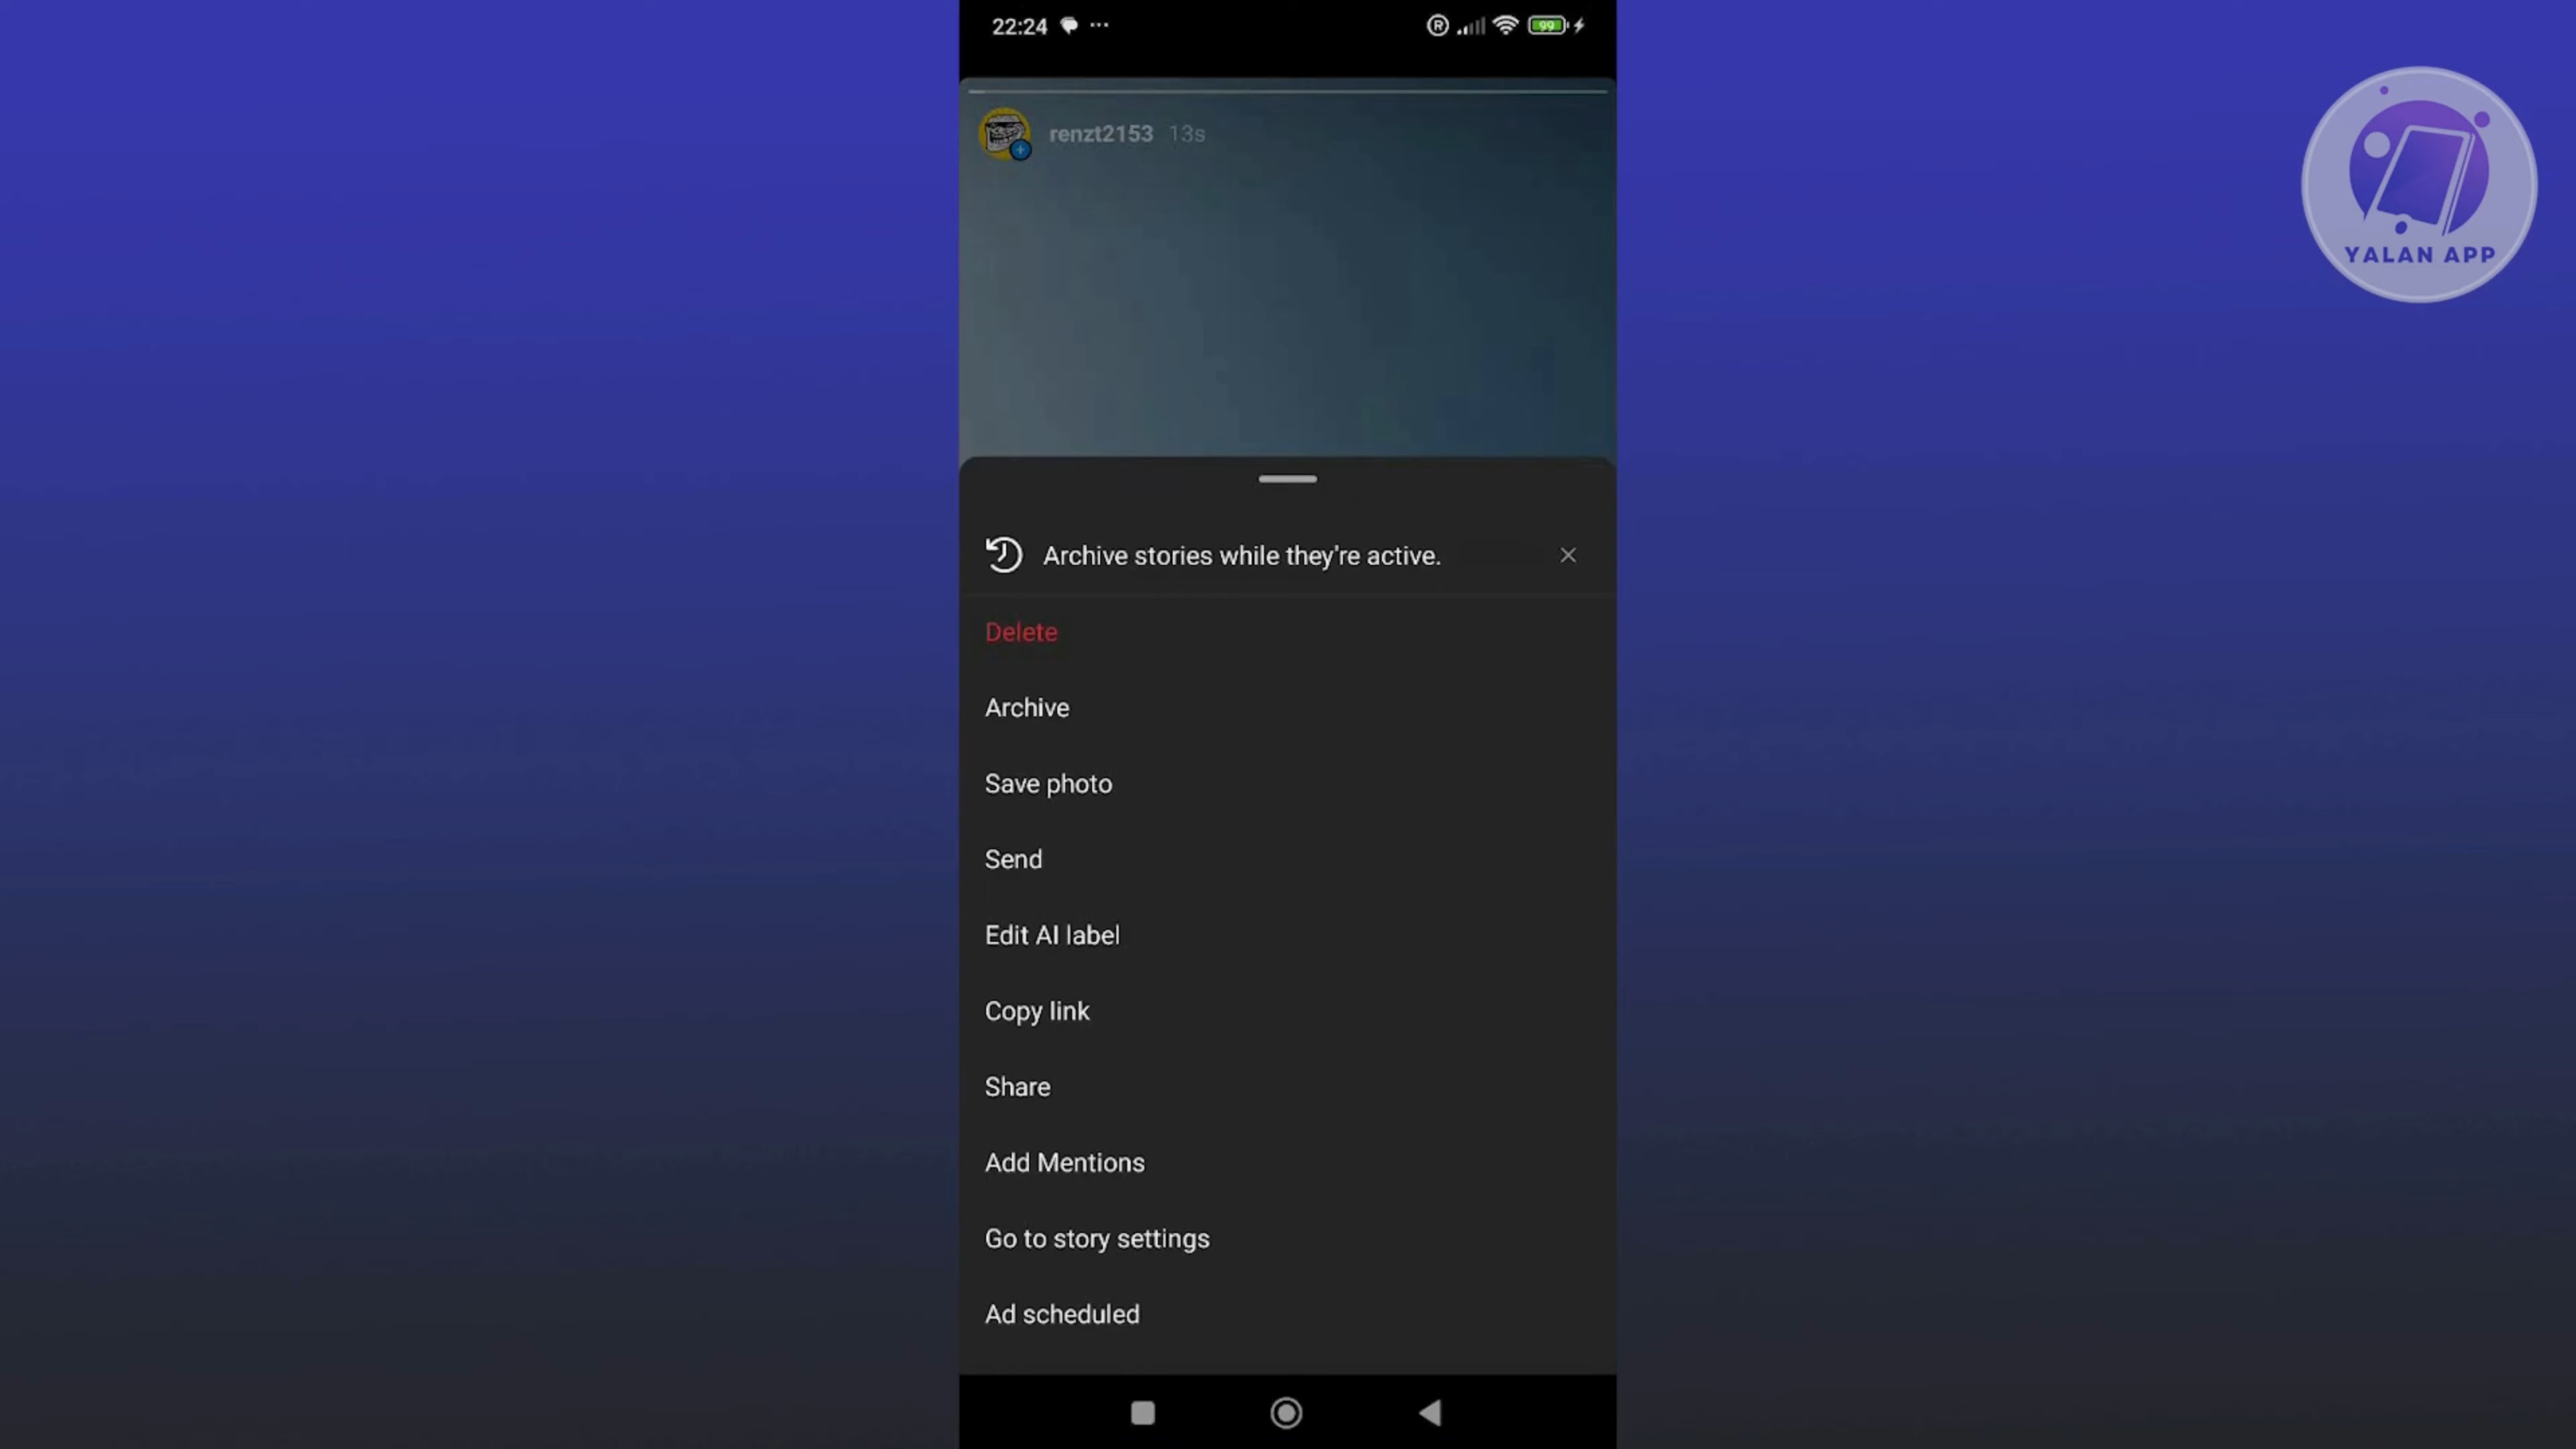 22:24
99
renzt2153 13s
YALAN APP
Archive stories while they're active.
Delete
Archive
Save photo
Send
Edit AI label
Copy link
Share
Add Mentions
Go to story settings
Ad scheduled